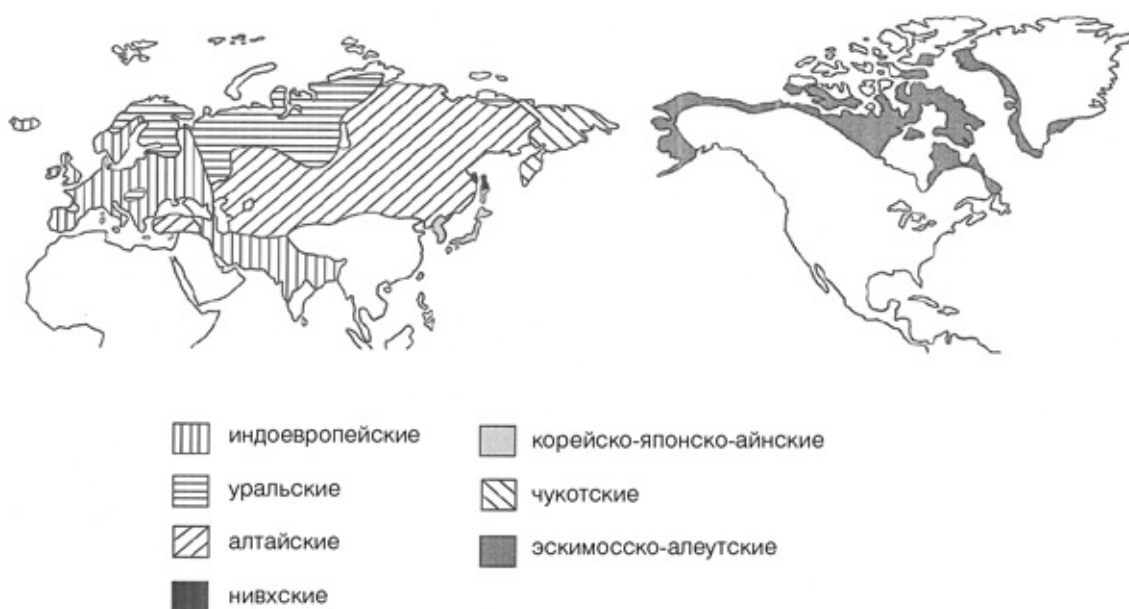 индоевропейские
уральские
алтайские
нивхские
корейско-японско-айнские
чукотские
эскимосско-алеутские